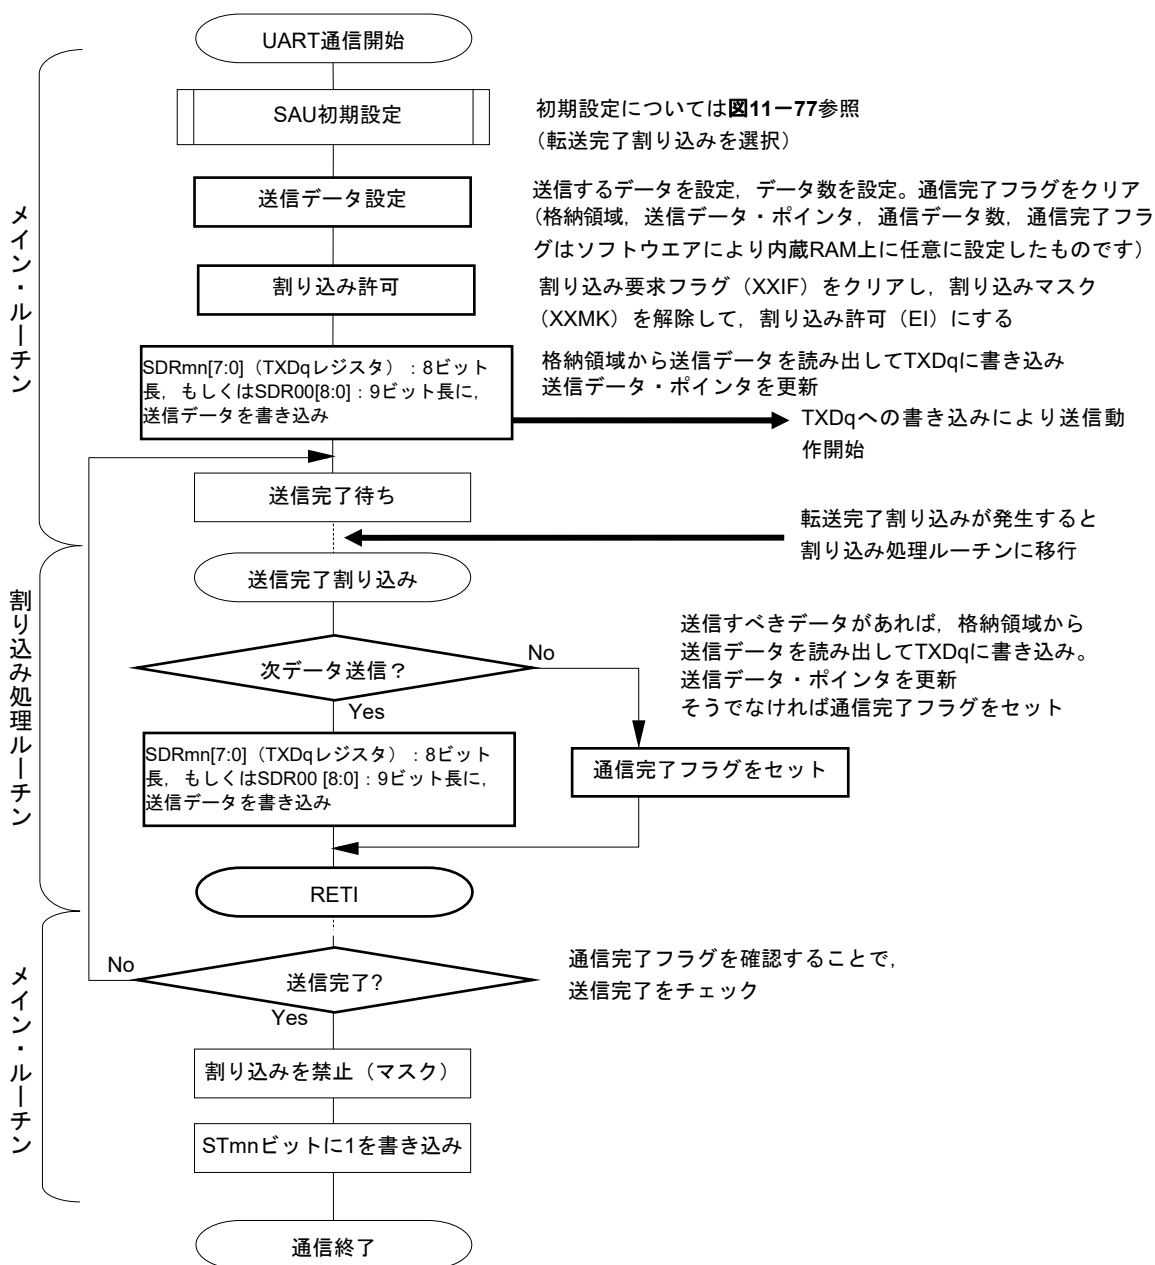 UART通信開始
SAU初期設定
初期設定については図11－77参照
（転送完了割り込みを選択）
メイン・ルーチン
送信データ設定
送信するデータを設定，データ数を設定。通信完了フラグをクリア
（格納領域，送信データ・ポインタ，通信データ数，通信完了フラ
グはソフトウエアにより内蔵RAM上に任意に設定したものです）
割り込み許可
割り込み要求フラグ（XXIF）をクリアし，割り込みマスク
（XXMK）を解除して，割り込み許可（EI）にする
SDRmn[7:0]（TXDqレジスタ）：8ビット
長，もしくはSDR00[8:0]：9ビット長に，
送信データを書き込み
格納領域から送信データを読み出してTXDqに書き込み
送信データ・ポインタを更新
TXDqへの書き込みにより送信動
作開始
送信完了待ち
転送完了割り込みが発生すると
割り込み処理ルーチンに移行
割り込み処理ルーチン
送信完了割り込み
次データ送信？
No
Yes
送信すべきデータがあれば，格納領域から
送信データを読み出してTXDqに書き込み。
送信データ・ポインタを更新
そうでなければ通信完了フラグをセット
SDRmn[7:0]（TXDqレジスタ）：8ビット
長，もしくはSDR00 [8:0]：9ビット長に，
送信データを書き込み
通信完了フラグをセット
RETI
メイン・ルーチン
No
送信完了?
Yes
通信完了フラグを確認することで，
送信完了をチェック
割り込みを禁止（マスク）
STmnビットに1を書き込み
通信終了